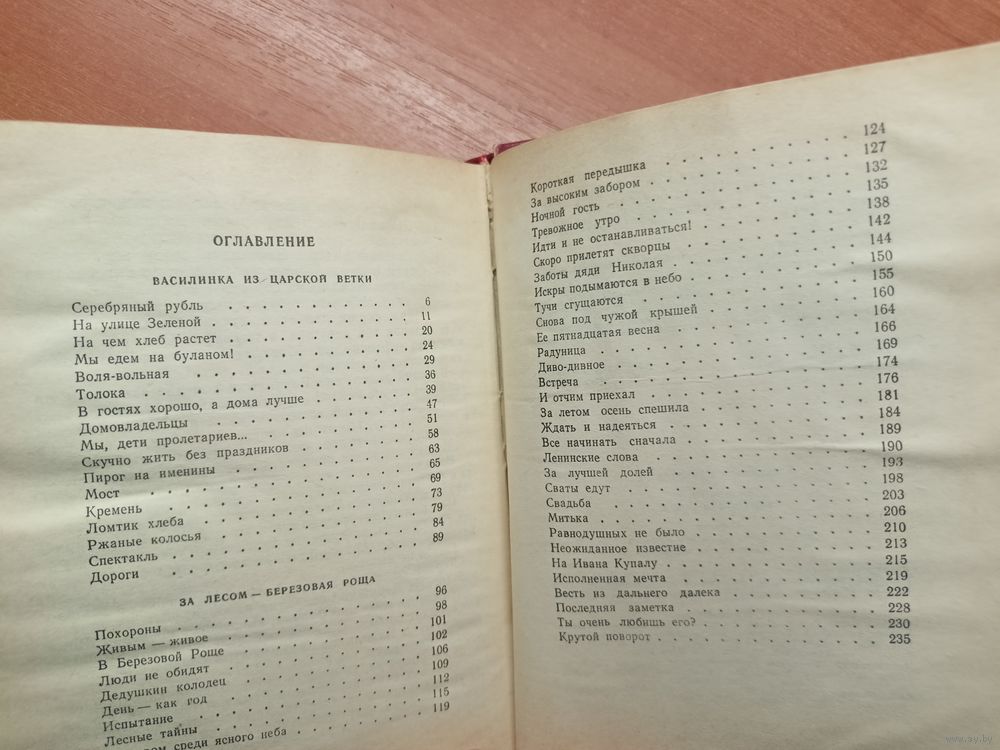 ОГЛАВЛЕНИЕ
ВАСИЛИНКА ИЗ ЦАРСКОЙ ВЕТКИ
Серебряный рубль 6
На улице Зеленой 11
На чем хлеб растет 20
Мы едем на буланом! 24
Воля-вольная 29
Толока 36
В гостях хорошо, а дома лучше 39
Домовладельцы 47
Мы, дети пролетариев... 51
Скучно жить без праздников 58
Пирог на именины 63
Мост 65
Кремень 69
Ломтик хлеба 73
Ржаные колосья 79
Спектакль 84
Дороги 89
ЗА ЛЕСОМ — БЕРЕЗОВАЯ РОЩА
Похороны 96
Живым — живое 98
В Березовой Роще 101
Люди не обидят 102
Дедушкин колодец 106
День — как год 109
Испытание 112
Лесные тайны 115
среди ясного неба 119
Короткая передышка 124
За высоким забором 127
Ночной гость 132
Тревожное утро 135
Идти и не останавливаться! 138
Скоро прилетят скворцы 142
Заботы дяди Николая 144
Искры подымаются в небо 150
Тучи сгущаются 155
Снова под чужой крышей 160
Ее пятнадцатая весна 164
Радуница 166
Диво-дивное 169
Встреча 174
И отчим приехал 176
За летом осень спешила 181
Ждать и надеяться 184
Все начинать сначала 189
Ленинские слова 190
За лучшей долей 193
Сваты едут 198
Свадьба 203
Митька 206
Равнодушных не было 210
Неожиданное известие 213
На Ивана Купалу 215
Исполненная мечта 219
Весть из дальнего далека 222
Последняя заметка 228
Ты очень любишь его? 230
Крутой поворот 235
www.ay.by